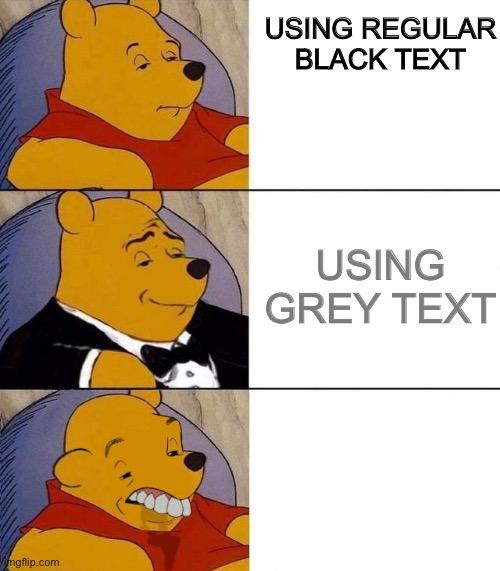 USING REGULAR
BLACK TEXT
USING
GREY TEXT
imgflip.com